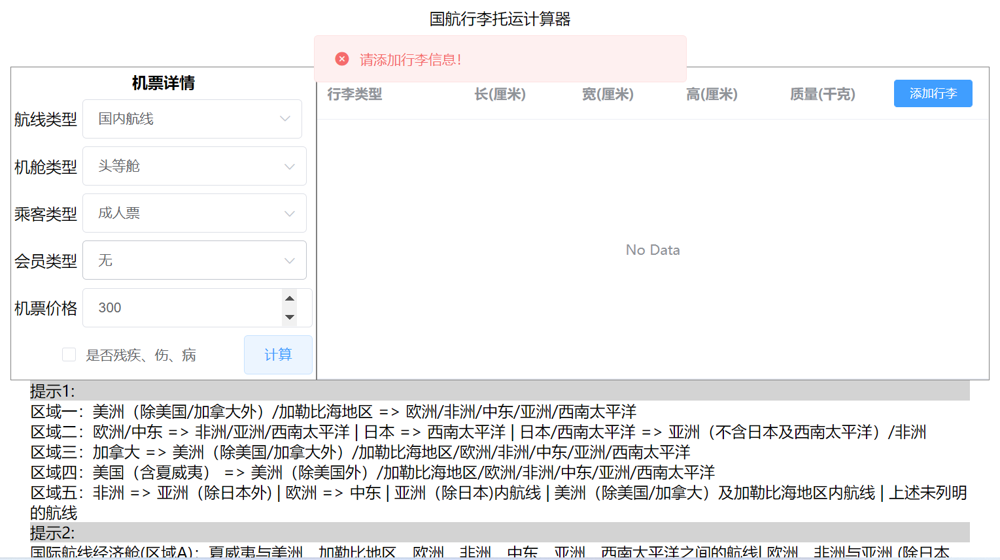 国航行李托运计算器
请添加行李信息!
机票详情
行李类型 长(厘米) 宽(厘米) 高(厘米) 质量(千克) 添加行李
航线类型 国内航线
机舱类型 头等舱
乘客类型 成人票
会员类型 无
机票价格 300
是否残疾、伤、病 计算
No Data
提示1:
区域一：美洲（除美国/加拿大外）/加勒比海地区 => 欧洲/非洲/中东/亚洲/西南太平洋
区域二：欧洲/中东 => 非洲/亚洲/西南太平洋 | 日本 => 西南太平洋 | 日本/西南太平洋 => 亚洲（不含日本及西南太平洋）/非洲
区域三：加拿大 => 美洲（除美国/加拿大外）/加勒比海地区/欧洲/非洲/中东/亚洲/西南太平洋
区域四：美国（含夏威夷） => 美洲（除美国外）/加勒比海地区/欧洲/非洲/中东/亚洲/西南太平洋
区域五：非洲 => 亚洲（除日本外) | 欧洲 => 中东 | 亚洲（除日本)内航线 | 美洲（除美国/加拿大）及加勒比海地区内航线 | 上述未列明
的航线
提示2:
国际航线经济舱(区域A)：夏威夷与美洲、加勒比地区、欧洲、非洲、中东、亚洲、西南太平洋之间的航线| 欧洲、非洲与亚洲 (除日本